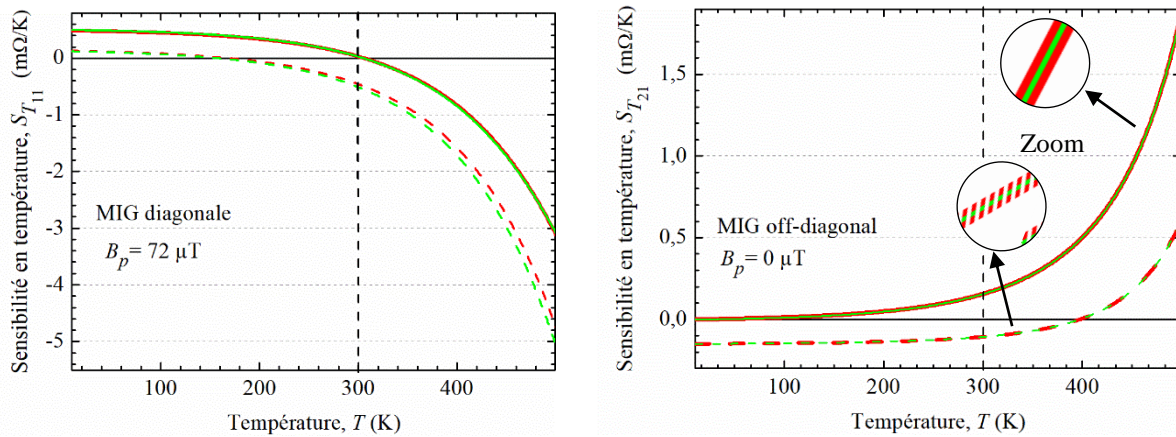 Sensibilité en température, S_T11 (mΩ/K)
0
-1
-2
-3
-4
-5
MIG diagonale
B_p= 72 µT
100 200 300 400
Température, T (K)
Sensibilité en température, S_T21 (mΩ/K)
1,5
1,0
0,5
0,0
Zoom
MIG off-diagonal
B_p= 0 µT
100 200 300 400
Température, T (K)